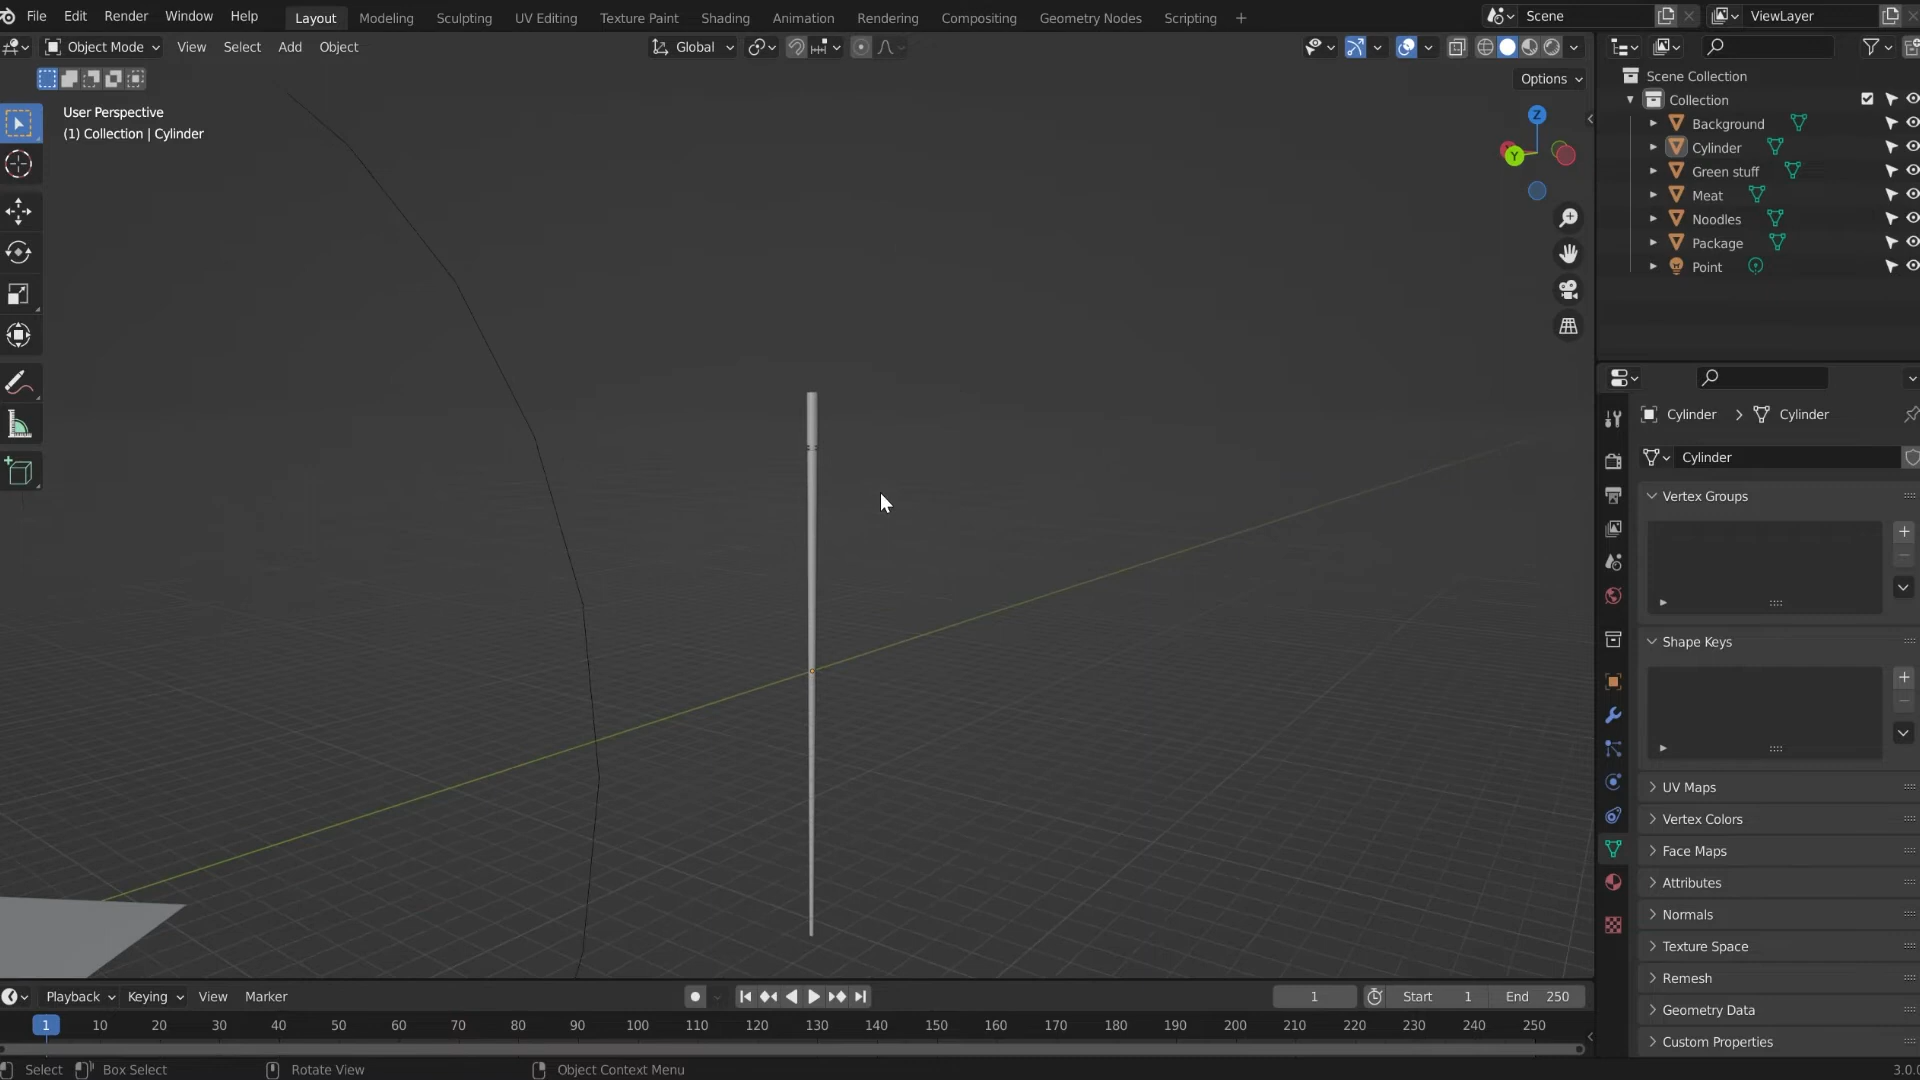 File Edit Render Window Help Layout Modeling Sculpting UV Editing Texture Paint Shading Animation Rendering Compositing Geometry Nodes Scripting + Scene ViewLayer
Object Mode View Select Add Object Global
Options
User Perspective
(1) Collection | Cylinder
Z
Y
Scene Collection
Collection
Background
Cylinder
Green stuff
Meat
Noodles
Package
Point
Cylinder > Cylinder
Cylinder
Vertex Groups
Shape Keys
UV Maps
Vertex Colors
Face Maps
Attributes
Normals
Texture Space
Remesh
Geometry Data
Custom Properties
Playback Keying View Marker 1 Start 1 End 250
1 10 20 30 40 50 60 70 80 90 100 110 120 130 140 150 160 170 180 190 200 210 220 230 240 250
Select Box Select Rotate View Object Context Menu